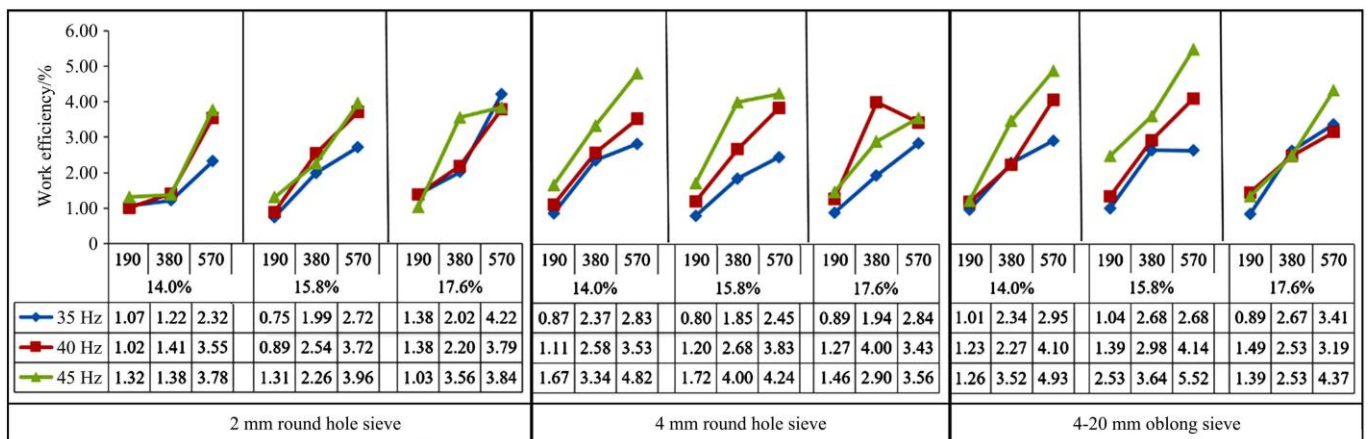 Work efficiency/%
6.00
5.00
4.00
3.00
2.00
1.00
0
190 380 570 190 380 570 190 380 570 190 380 570 190 380 570 190 380 570 190 380 570 190 380 570 190 380 570
14.0% 15.8% 17.6% 14.0% 15.8% 17.6% 14.0% 15.8% 17.6%
35 Hz 1.07 1.22 2.32 0.75 1.99 2.72 1.38 2.02 4.22 0.87 2.37 2.83 0.80 1.85 2.45 0.89 1.94 2.84 1.01 2.34 2.95 1.04 2.68 2.68 0.89 2.67 3.41
40 Hz 1.02 1.41 3.55 0.89 2.54 3.72 1.38 2.20 3.79 1.11 2.58 3.53 1.20 2.68 3.83 1.27 4.00 3.43 1.23 2.27 4.10 1.39 2.98 4.14 1.49 2.53 3.19
45 Hz 1.32 1.38 3.78 1.31 2.26 3.96 1.03 3.56 3.84 1.67 3.34 4.82 1.72 4.00 4.24 1.46 2.90 3.56 1.26 3.52 4.93 2.53 3.64 5.52 1.39 2.53 4.37
2 mm round hole sieve 4 mm round hole sieve 4-20 mm oblong sieve